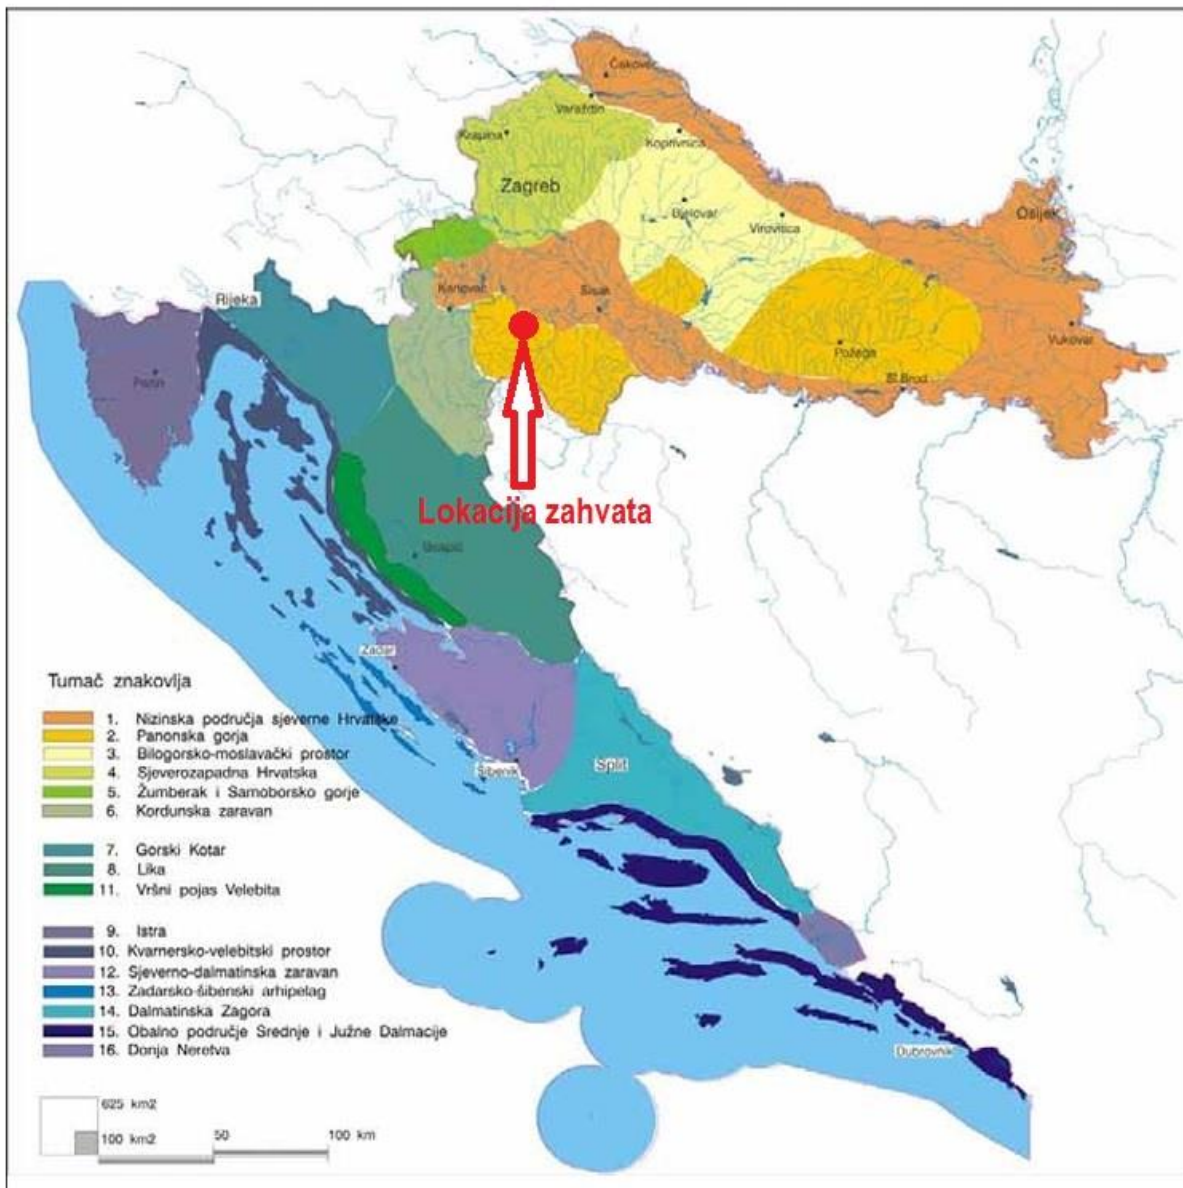 Čakovec
Varaždin
Krapina
Koprivnica
Zagreb
Bjelovar
Virovitica
Osijek
Karlovac
Sisak
Rijeka
Vukovar
Požega
Sl.Brod
Pazin
Lokacija zahvata
Gospić
Zadar
Tumač znakovlja
1. Nizinska područja sjeverne Hrvatske
2. Panonska gorja
3. Bilogorsko-moslavački prostor
4. Sjeverozapadna Hrvatska
5. Žumberak i Samoborsko gorje
6. Kordunska zaravan
Šibenik
Split
7. Gorski Kotar
8. Lika
11. Vršni pojas Velebita
9. Istra
10. Kvarnersko-velebitski prostor
12. Sjeverno-dalmatinska zaravan
13. Zadarsko-šibenski arhipelag
14. Dalmatinska Zagora
15. Obalno područje Srednje i Južne Dalmacije
16. Donja Neretva
Dubrovnik
625 km2
100 km2 50 100 km